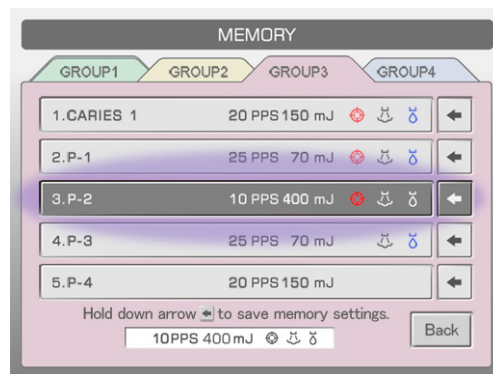 MEMORY
GROUP1 GROUP2 GROUP3 GROUP4
1.CARIES 1 20 PPS 150 mJ
2.P-1 25 PPS 70 mJ
3.P-2 10 PPS 400 mJ
4.P-3 25 PPS 70 mJ
5.P-4 20 PPS 150 mJ
Hold down arrow to save memory settings.
10PPS 400mJ
Back